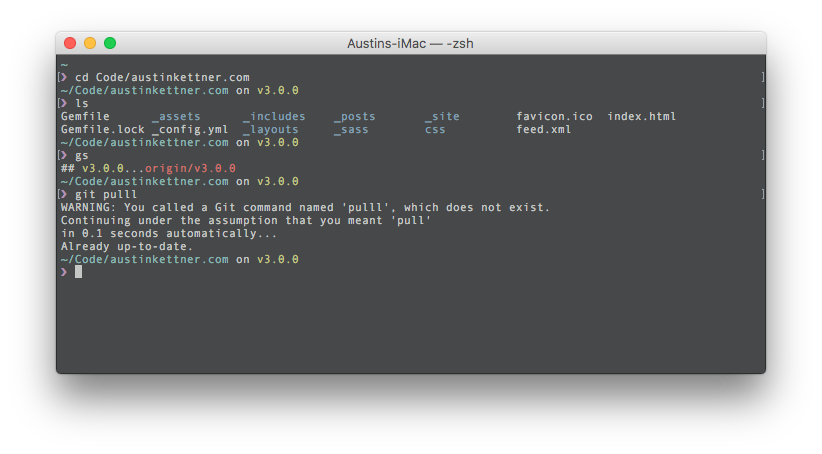 Austins-iMac — -zsh
~
[❯ cd Code/austinkettner.com ]
~/Code/austinkettner.com on v3.0.0
[❯ ls ]
Gemfile _assets _includes _posts _site favicon.ico index.html
Gemfile.lock _config.yml _layouts _sass css feed.xml
~/Code/austinkettner.com on v3.0.0
[❯ gs ]
## v3.0.0...origin/v3.0.0
~/Code/austinkettner.com on v3.0.0
[❯ git pulll ]
WARNING: You called a Git command named 'pulll', which does not exist.
Continuing under the assumption that you meant 'pull'
in 0.1 seconds automatically...
Already up-to-date.
~/Code/austinkettner.com on v3.0.0
❯